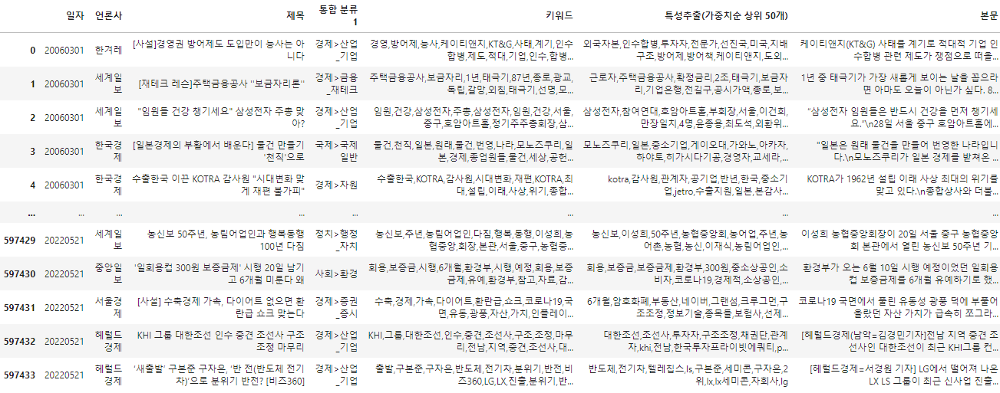 일자 언론사 제목 통합 분류1 키워드 특성추출(가중치순 상위 50개) 본문
0 20060301 한겨레 [사설]경영권 방어제도 도입만이 능사는 아니다 경제>산업_기업 경영,방어제,능사,케이티앤지,KT&G,사태,계기,인수합병,제도,적대,기업,인수,합병... 외국자본,인수합병,투자자,전문가,선진국,미국,지배구조,방어제,방어책,케이티앤지,도외... 케이티앤지(KT&G) 사태를 계기로 적대적 기업 인수합병 관련 제도가 쟁점으로 떠올...
1 20060301 세계일보 [재테크 레슨]주택금융공사 "보금자리론" 경제>금융_재테크 주택금융공사,보금자리,1년,태극기,87년,종로,광교,독립,갈망,외침,태극기,선명,모... 근로자,주택금융공사,확정금리,2조,태극기,보금자리,기업은행,전길구,공시가액,종로,보... 1년 중 태극기가 가장 새롭게 보이는 날을 꼽으라면 아마도 오늘이 아닌가 싶다. 8...
2 20060301 세계일보 "임원들 건강 챙기세요" 삼성전자 주총 맞아? 경제>산업_기업 임원,건강,삼성전자,주총,삼성전자,임원,건강,서울,중구,호암아트홀,정기주주총회장,삼... 삼성전자,참여연대,호암아트홀,부회장,서울,이건희,만장일치,4명,윤종용,최도석,외환위... "삼성전자 임원들은 반드시 건강을 먼저 챙기세요."\n28일 서울 중구 호암아트홀에...
3 20060301 한국경제 [일본경제의 부활에서 배운다] 물건 만들기 '천직'으로 국제>국제일반 물건,천직,일본,원래,물건,번영,나라,모노즈쿠리,일본,경제,종업원들,물건,세상,공헌... 모노즈쿠리,일본,중소기업,게이오대,가와노,아카자,하야토,히가시다기공,경영자,교세라,... "일본은 원래 물건을 만들어 번영한 나라입니다.\n모노즈쿠리가 일본 경제를 받쳐온 ...
4 20060301 한국경제 수출한국 이끈 KOTRA 감사원 "시대변화 맞게 재편 불가피" 경제>자원 수출한국,KOTRA,감사원,시대변화,재편,KOTRA,최대,설립,이래,사상,위기,종합... kotra,감사원,관계자,공기업,반년,한국,중소기업,jetro,수출지원,일본,본감사... KOTRA가 1962년 설립 이래 사상 최대의 위기를 맞고 있다.\n종합상사와 더불...
... ... ... ... ... ... ... ...
597429 20220521 세계일보 농신보 50주년, 농림어업인과 행복동행 100년 다짐 정치>행정_자치 농신보,주년,농림어업인,다짐,행복,동행,이성희,농협중앙,회장,본관,서울,중구,농협중... 농신보,이성희,50주년,농협중앙회,농어업,주년,농어촌,농협,농신,이재식,농림어업인,... 이성희 농협중앙회장이 20일 서울 중구 농협중앙회 본관에서 열린 농신보 50주년 기...
597430 20220521 중앙일보 '일회용컵 300원 보증금제' 시행 20일 남기고 6개월 미룬다 왜 사회>환경 회용,보증금,시행,6개월,환경부,시행,예정,회용,보증금제,유예,환경부,참고,자료,감... 회용,보증금,보증금제,환경부,300원,중소상공인,소비자,코로나19,경제적,소상공인,... 환경부가 오는 6월 10일 시행 예정이었던 일회용컵 보증금제를 6개월 유예하기로 했...
597431 20220521 서울경제 [사설] 수축경제 가속, 다이어트 없으면 환란급 쇼크 맞는다 경제>증권_증시 수축,경제,가속,다이어트,환란급,쇼크,코로나19,국면,유동,광풍,자산,가치,인플레이... 6개월,암호화폐,부동산,네이버,그랜섬,크루그먼,구조조정,정보기술,종목들,보험사,선제... 코로나19 국면에서 풀린 유동성 광풍 덕에 부풀어 올랐던 자산 가치가 급속히 쪼그라...
597432 20220521 헤럴드경제 KHI 그룹 대한조선 인수 중견 조선사 구조조정 마무리 경제>산업_기업 KHI,그룹,대한조선,인수,중견,조선사,구조,조정,마무리,전남,지역,중견,조선사,대... 대한조선,조선사,투자자,구조조정,채권단,관계자,khi,전남,한국투자프라이빗에쿼티,p... [헤럴드경제(남악=김경민기자)]전남 지역 중견 조선사인 대한조선이 최근 KHI그룹 컨...
597433 20220521 헤럴드경제 '새출발' 구본준 구자은, '반 전(반도체 전기차)'으로 분위기 반전? [비즈360] 경제>산업_기업 출발,구본준,구자은,반도체,전기차,분위기,반전,비즈360,LG,LX,진출,분위기,반... 반도체,전기차,텔레칩스,ls,구본준,세미콘,구자은,2위,lx,lx세미콘,자회사,lg [헤럴드경제=서경원 기자] LG에서 떨어져 나온 LX LS 그룹이 최근 신사업 진출...